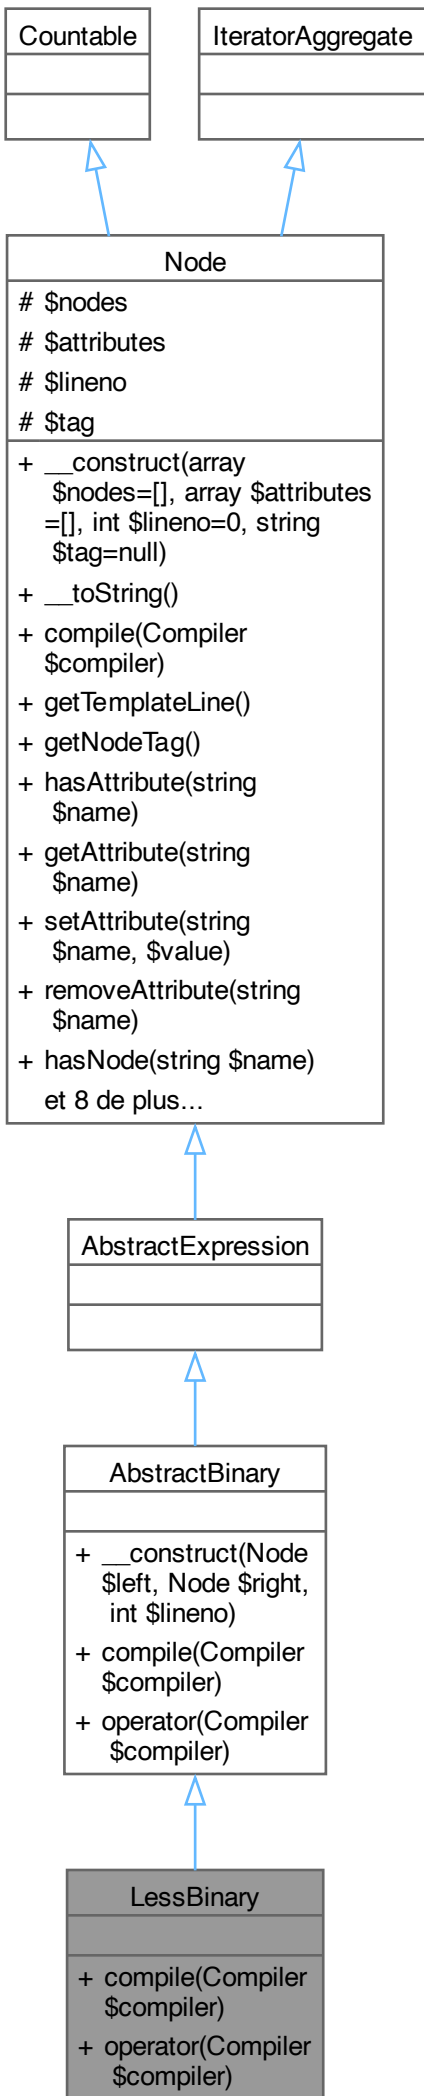 Countable
IteratorAggregate
Node
# $nodes
# $attributes
# $lineno
# $tag
+ __construct(array
$nodes=[], array $attributes
=[], int $lineno=0, string
$tag=null)
+ __toString()
+ compile(Compiler
$compiler)
+ getTemplateLine()
+ getNodeTag()
+ hasAttribute(string
$name)
+ getAttribute(string
$name)
+ setAttribute(string
$name, $value)
+ removeAttribute(string
$name)
+ hasNode(string $name)
et 8 de plus...
AbstractExpression
AbstractBinary
+ __construct(Node
$left, Node $right,
int $lineno)
+ compile(Compiler
$compiler)
+ operator(Compiler
$compiler)
LessBinary
+ compile(Compiler
$compiler)
+ operator(Compiler
$compiler)